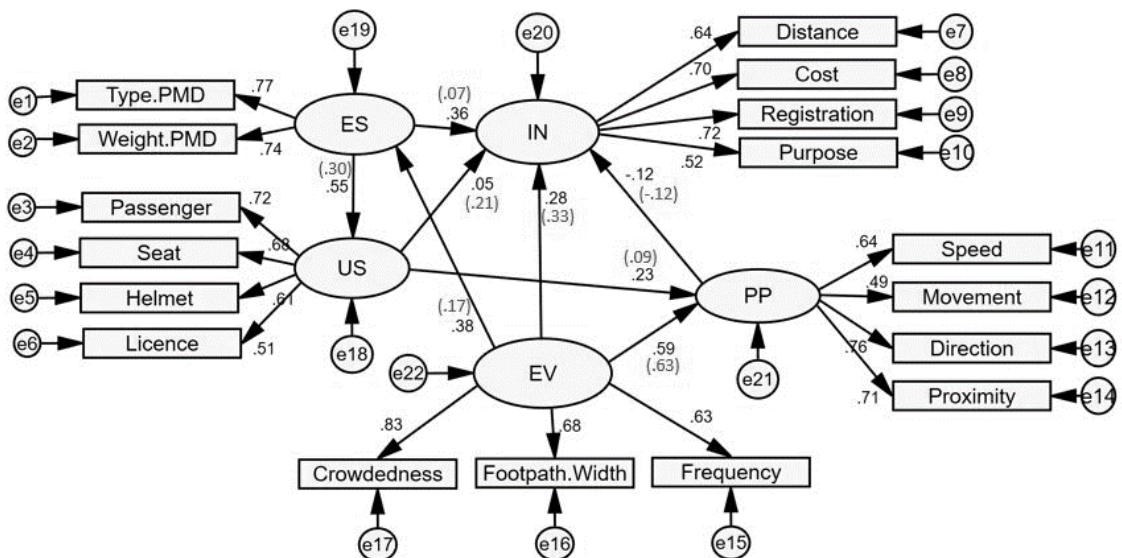 e19
e20
.64
Distance
e7
e1
Type.PMD
.77
(.07)
.36
.70
Cost
e8
ES
IN
Registration
e9
e2
Weight.PMD
.74
.72
.52
Purpose
e10
(.30)
.55
.05
(.21)
.28
(.33)
-.12
(-.12)
e3
Passenger
.72
e4
Seat
.68
US
(.09)
.23
.64
Speed
e11
e5
Helmet
.61
PP
.49
Movement
e12
e6
Licence
.51
(.17)
.38
e18
e22
EV
.59
(.63)
e21
.76
Direction
e13
.71
Proximity
e14
.83
.68
.63
Crowdedness
Footpath.Width
Frequency
e17
e16
e15